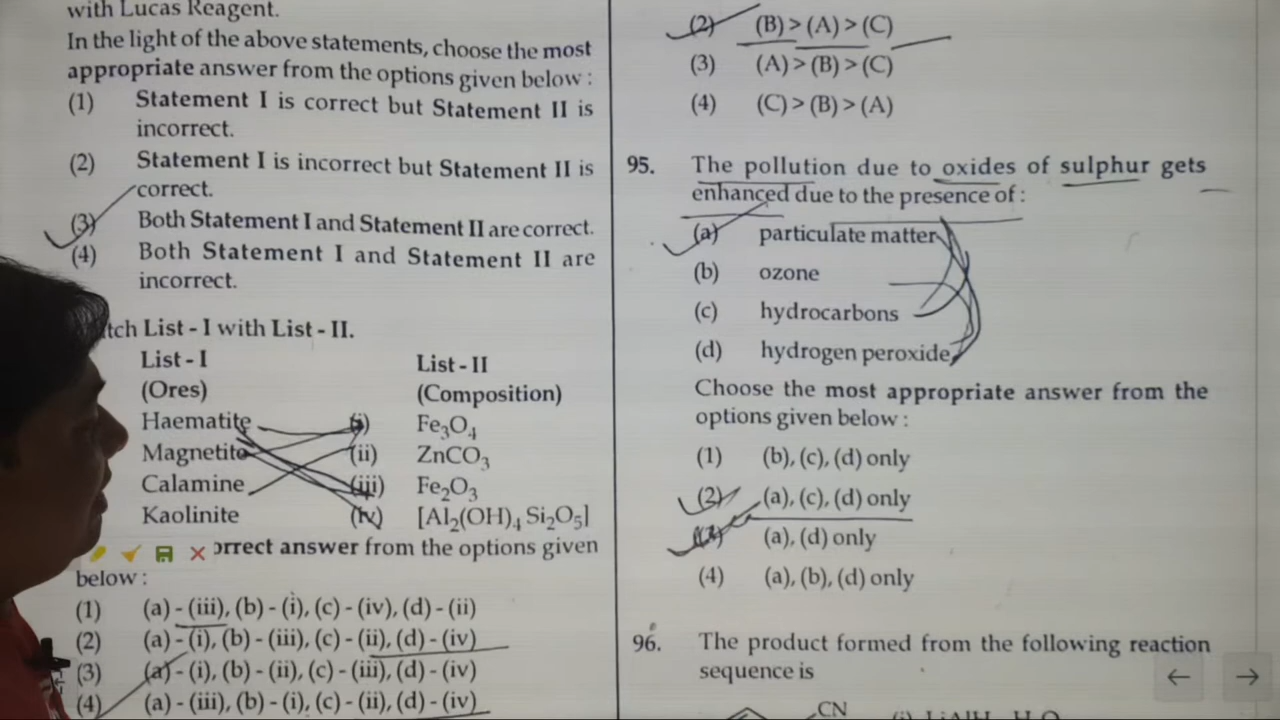 with Lucas Reagent.
In the light of the above statements, choose the most
appropriate answer from the options given below :
(1) Statement I is correct but Statement II is
incorrect.
(2) Statement I is incorrect but Statement II is
correct.
(3) Both Statement I and Statement II are correct.
(4) Both Statement I and Statement II are
incorrect.
tch List - I with List - II.
List - I List - II
(Ores) (Composition)
Haematite (i) Fe₃O₄
Magnetite (ii) ZnCO₃
Calamine (iii) Fe₂O₃
Kaolinite (iv) [Al₂(OH)₄ Si₂O₅]
orrect answer from the options given
below :
(1) (a) - (iii), (b) - (i), (c) - (iv), (d) - (ii)
(2) (a) - (i), (b) - (iii), (c) - (ii), (d) - (iv)
(3) (a) - (i), (b) - (ii), (c) - (iii), (d) - (iv)
(4) (a) - (iii), (b) - (i), (c) - (ii), (d) - (iv)
(2) (B) > (A) > (C)
(3) (A) > (B) > (C)
(4) (C) > (B) > (A)
95. The pollution due to oxides of sulphur gets
enhanced due to the presence of :
(a) particulate matter
(b) ozone
(c) hydrocarbons
(d) hydrogen peroxide
Choose the most appropriate answer from the
options given below :
(1) (b), (c), (d) only
(2) (a), (c), (d) only
(3) (a), (d) only
(4) (a), (b), (d) only
96. The product formed from the following reaction
sequence is
CN